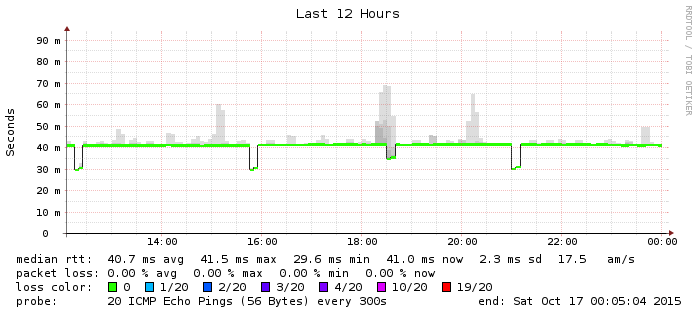 Last 12 Hours
RRDTOOL / TOBI OETIKER
Seconds
90 m
80 m
70 m
60 m
50 m
40 m
30 m
20 m
10 m
0
14:00 16:00 18:00 20:00 22:00 00:00
median rtt: 40.7 ms avg 41.5 ms max 29.6 ms min 41.0 ms now 2.3 ms sd 17.5 am/s
packet loss: 0.00 % avg 0.00 % max 0.00 % min 0.00 % now
loss color: 0 1/20 2/20 3/20 4/20 10/20 19/20
probe: 20 ICMP Echo Pings (56 Bytes) every 300s end: Sat Oct 17 00:05:04 2015